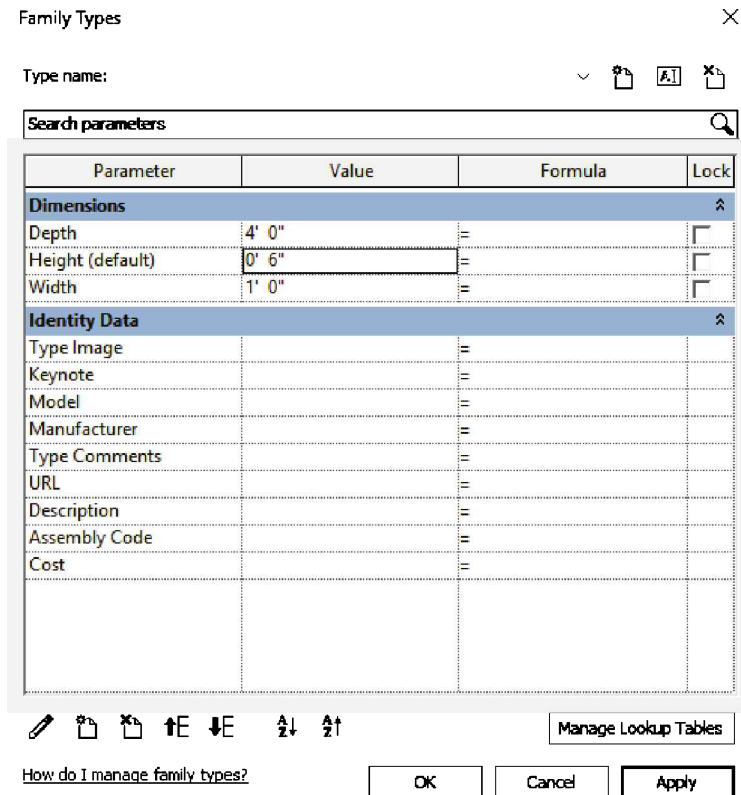 Family Types
Type name:
Search parameters
Parameter Value Formula Lock
Dimensions
Depth 4' 0" =
Height (default) 0' 6" =
Width 1' 0" =
Identity Data
Type Image =
Keynote =
Model =
Manufacturer =
Type Comments =
URL =
Description =
Assembly Code =
Cost =
Manage Lookup Tables
How do I manage family types?
OK Cancel Apply